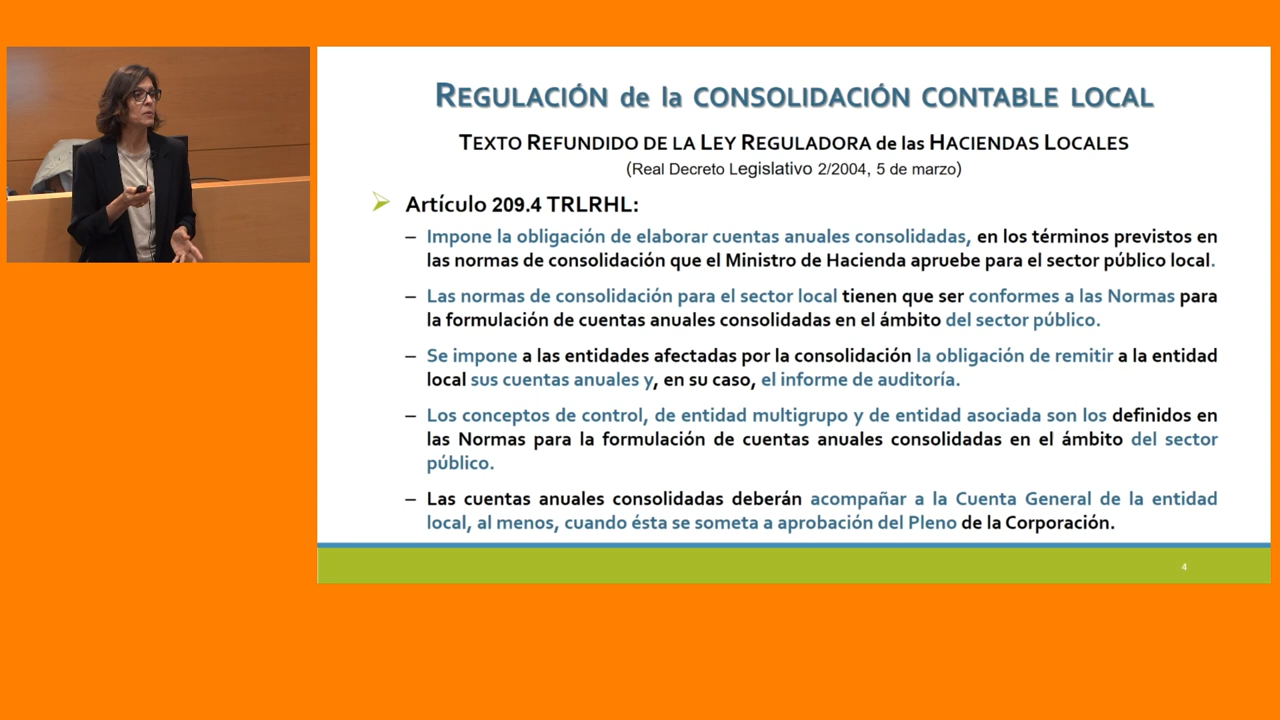 REGULACIÓN de la CONSOLIDACIÓN CONTABLE LOCAL
TEXTO REFUNDIDO DE LA LEY REGULADORA de las HACIENDAS LOCALES
(Real Decreto Legislativo 2/2004, 5 de marzo)
Artículo 209.4 TRLRHL:
– Impone la obligación de elaborar cuentas anuales consolidadas, en los términos previstos en
las normas de consolidación que el Ministro de Hacienda apruebe para el sector público local.
– Las normas de consolidación para el sector local tienen que ser conformes a las Normas para
la formulación de cuentas anuales consolidadas en el ámbito del sector público.
– Se impone a las entidades afectadas por la consolidación la obligación de remitir a la entidad
local sus cuentas anuales y, en su caso, el informe de auditoría.
– Los conceptos de control, de entidad multigrupo y de entidad asociada son los definidos en
las Normas para la formulación de cuentas anuales consolidadas en el ámbito del sector
público.
– Las cuentas anuales consolidadas deberán acompañar a la Cuenta General de la entidad
local, al menos, cuando ésta se someta a aprobación del Pleno de la Corporación.
4